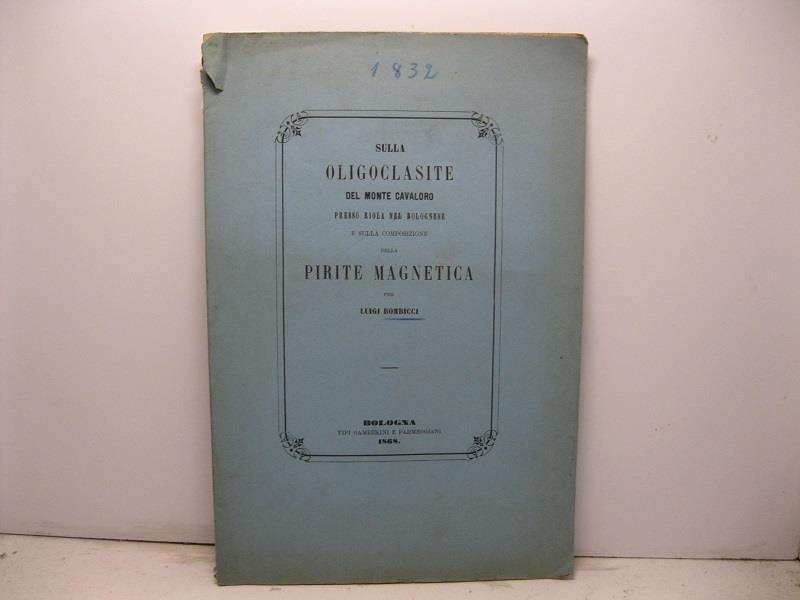 1832
SULLA
OLIGOCLASITE
DEL MONTE CAVALORO
PRESSO RIOLA NEL BOLOGNESE
E SULLA COMPOSIZIONE
DELLA
PIRITE MAGNETICA
PER
LUIGI BOMBICCI
BOLOGNA
TIPI GAMBERINI E PARMEGGIANI
1868.